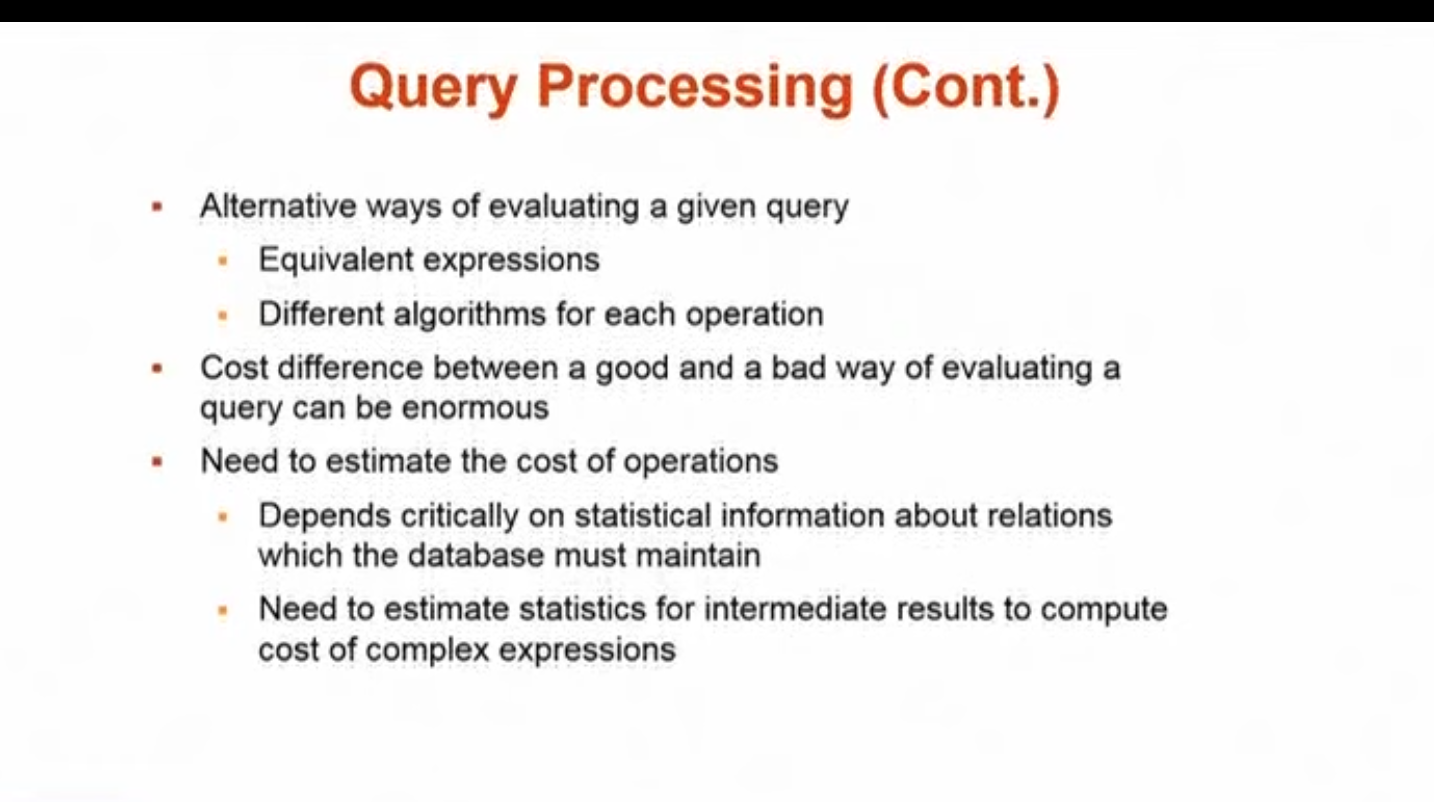 Query Processing (Cont.)
▪ Alternative ways of evaluating a given query
▪ Equivalent expressions
▪ Different algorithms for each operation
▪ Cost difference between a good and a bad way of evaluating a
query can be enormous
▪ Need to estimate the cost of operations
▪ Depends critically on statistical information about relations
which the database must maintain
▪ Need to estimate statistics for intermediate results to compute
cost of complex expressions